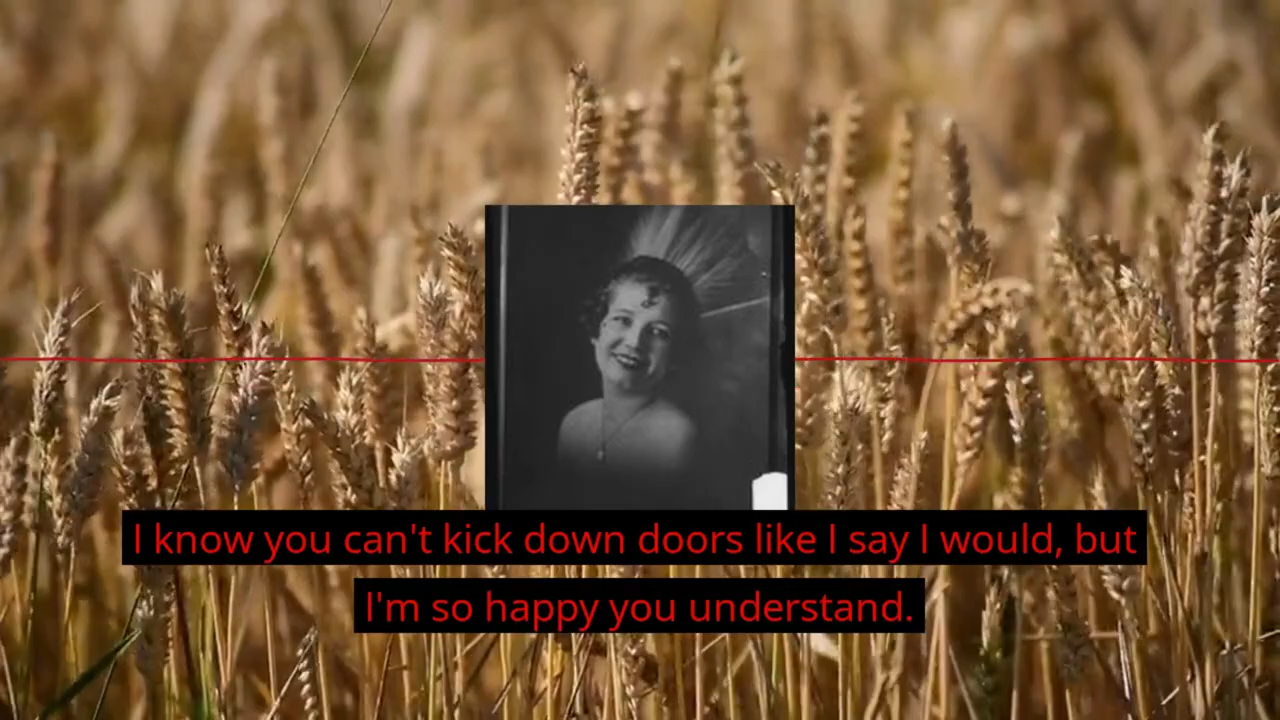 I know you can't kick down doors like I say I would, but
I'm so happy you understand.